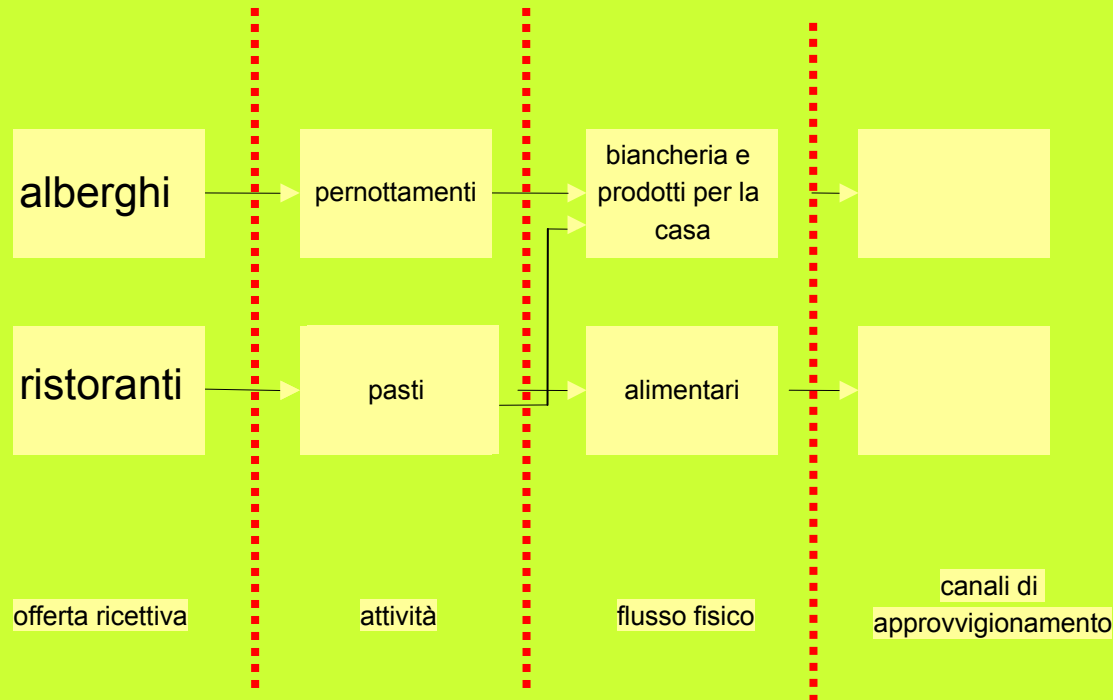 alberghi
pernottamenti
biancheria e
prodotti per la
casa
ristoranti
pasti
alimentari
offerta ricettiva
attività
flusso fisico
canali di
approvvigionamento